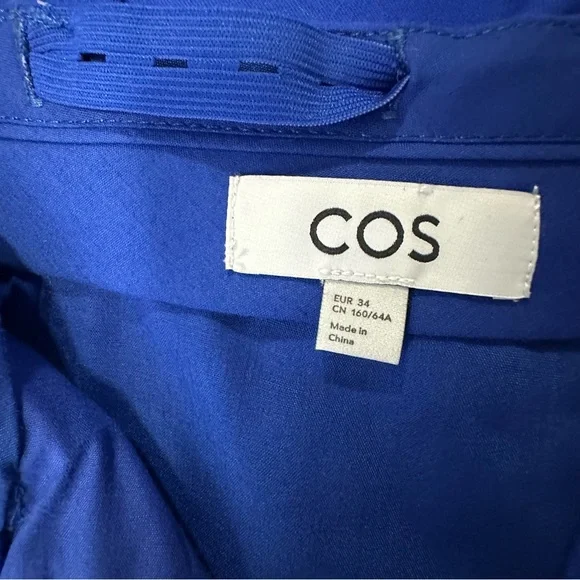 COS
EUR 34
CN 160/64A
Made in
China